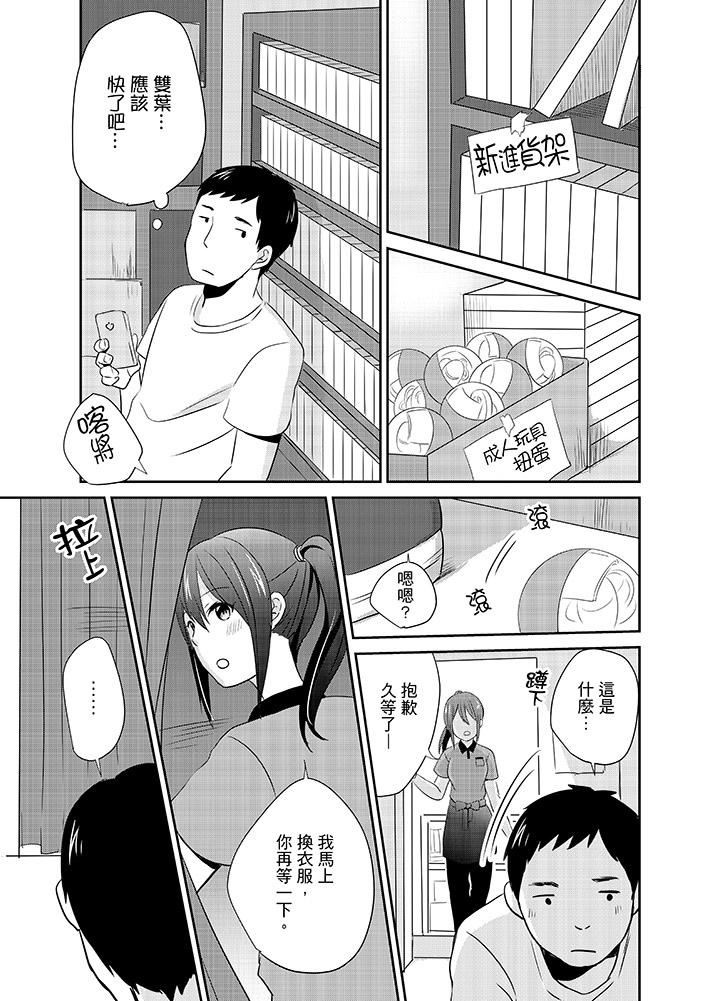 新進貨架
成人玩具
扭蛋
雙葉…
應該
快了吧…
喀將
滾
滾
嗯嗯？
這是
什麼…
蹲下
抱歉
久等了—
拉上
我馬上
換衣服，
你再等一下。
……